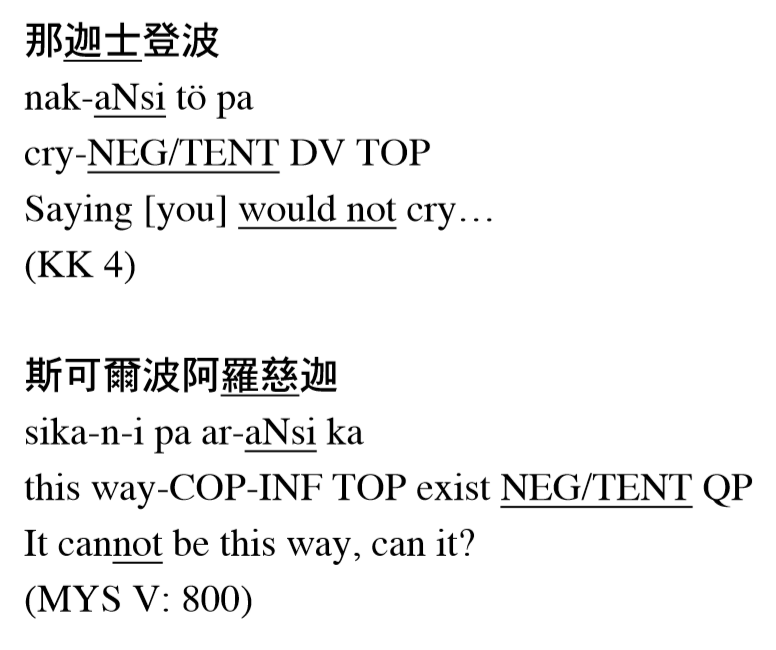 那迦士登波
nak-aNsi tö pa
cry-NEG/TENT DV TOP
Saying [you] would not cry…
(KK 4)
斯可爾波阿羅慈迦
sika-n-i pa ar-aNsi ka
this way-COP-INF TOP exist NEG/TENT QP
It cannot be this way, can it?
(MYS V: 800)